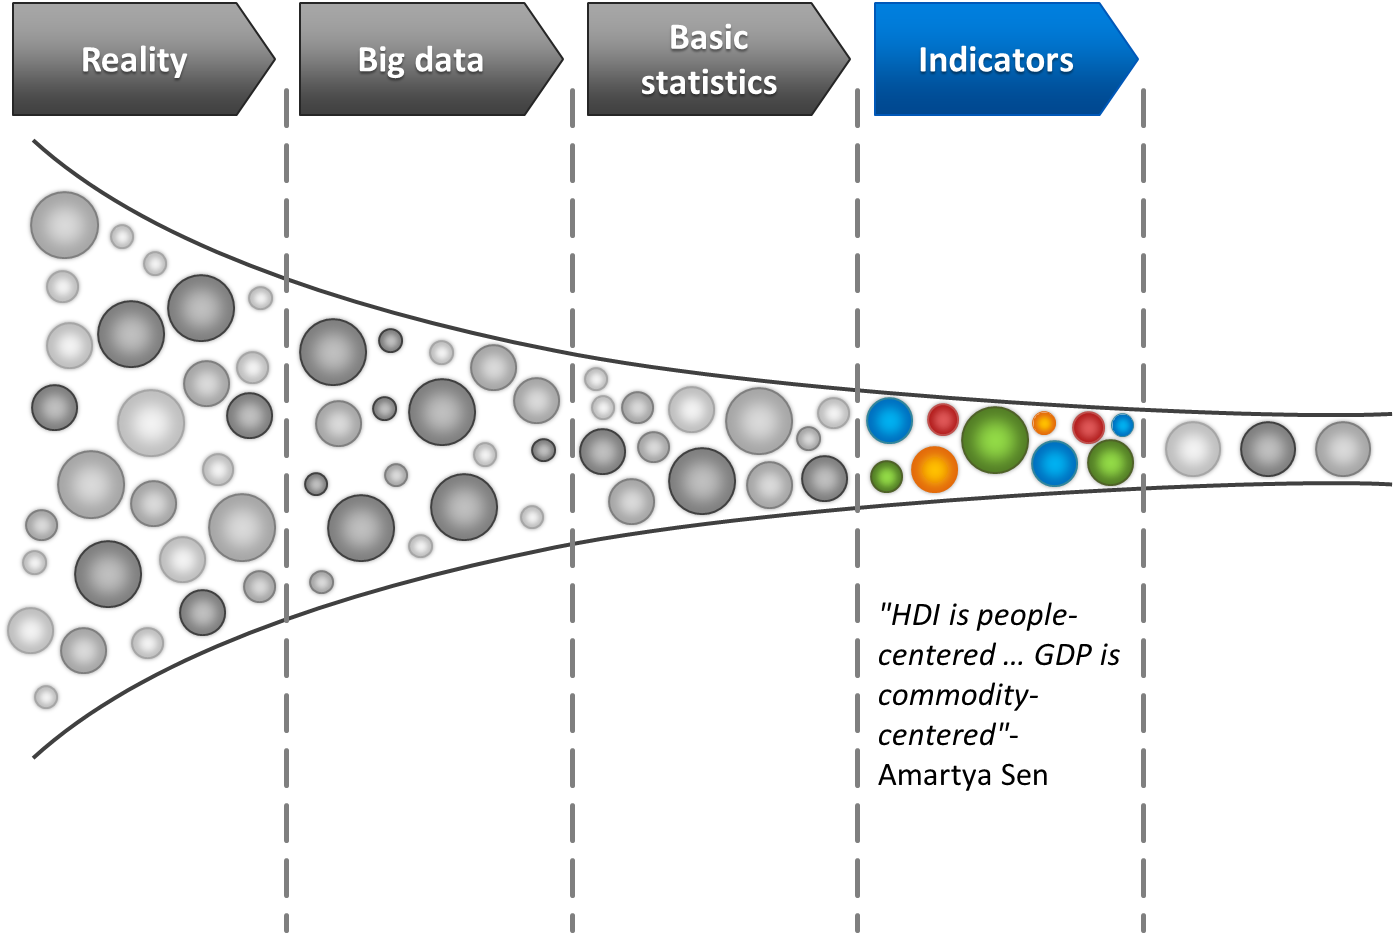 Reality
Big data
Basic
statistics
Indicators
"HDI is people-
centered … GDP is
commodity-
centered"-
Amartya Sen